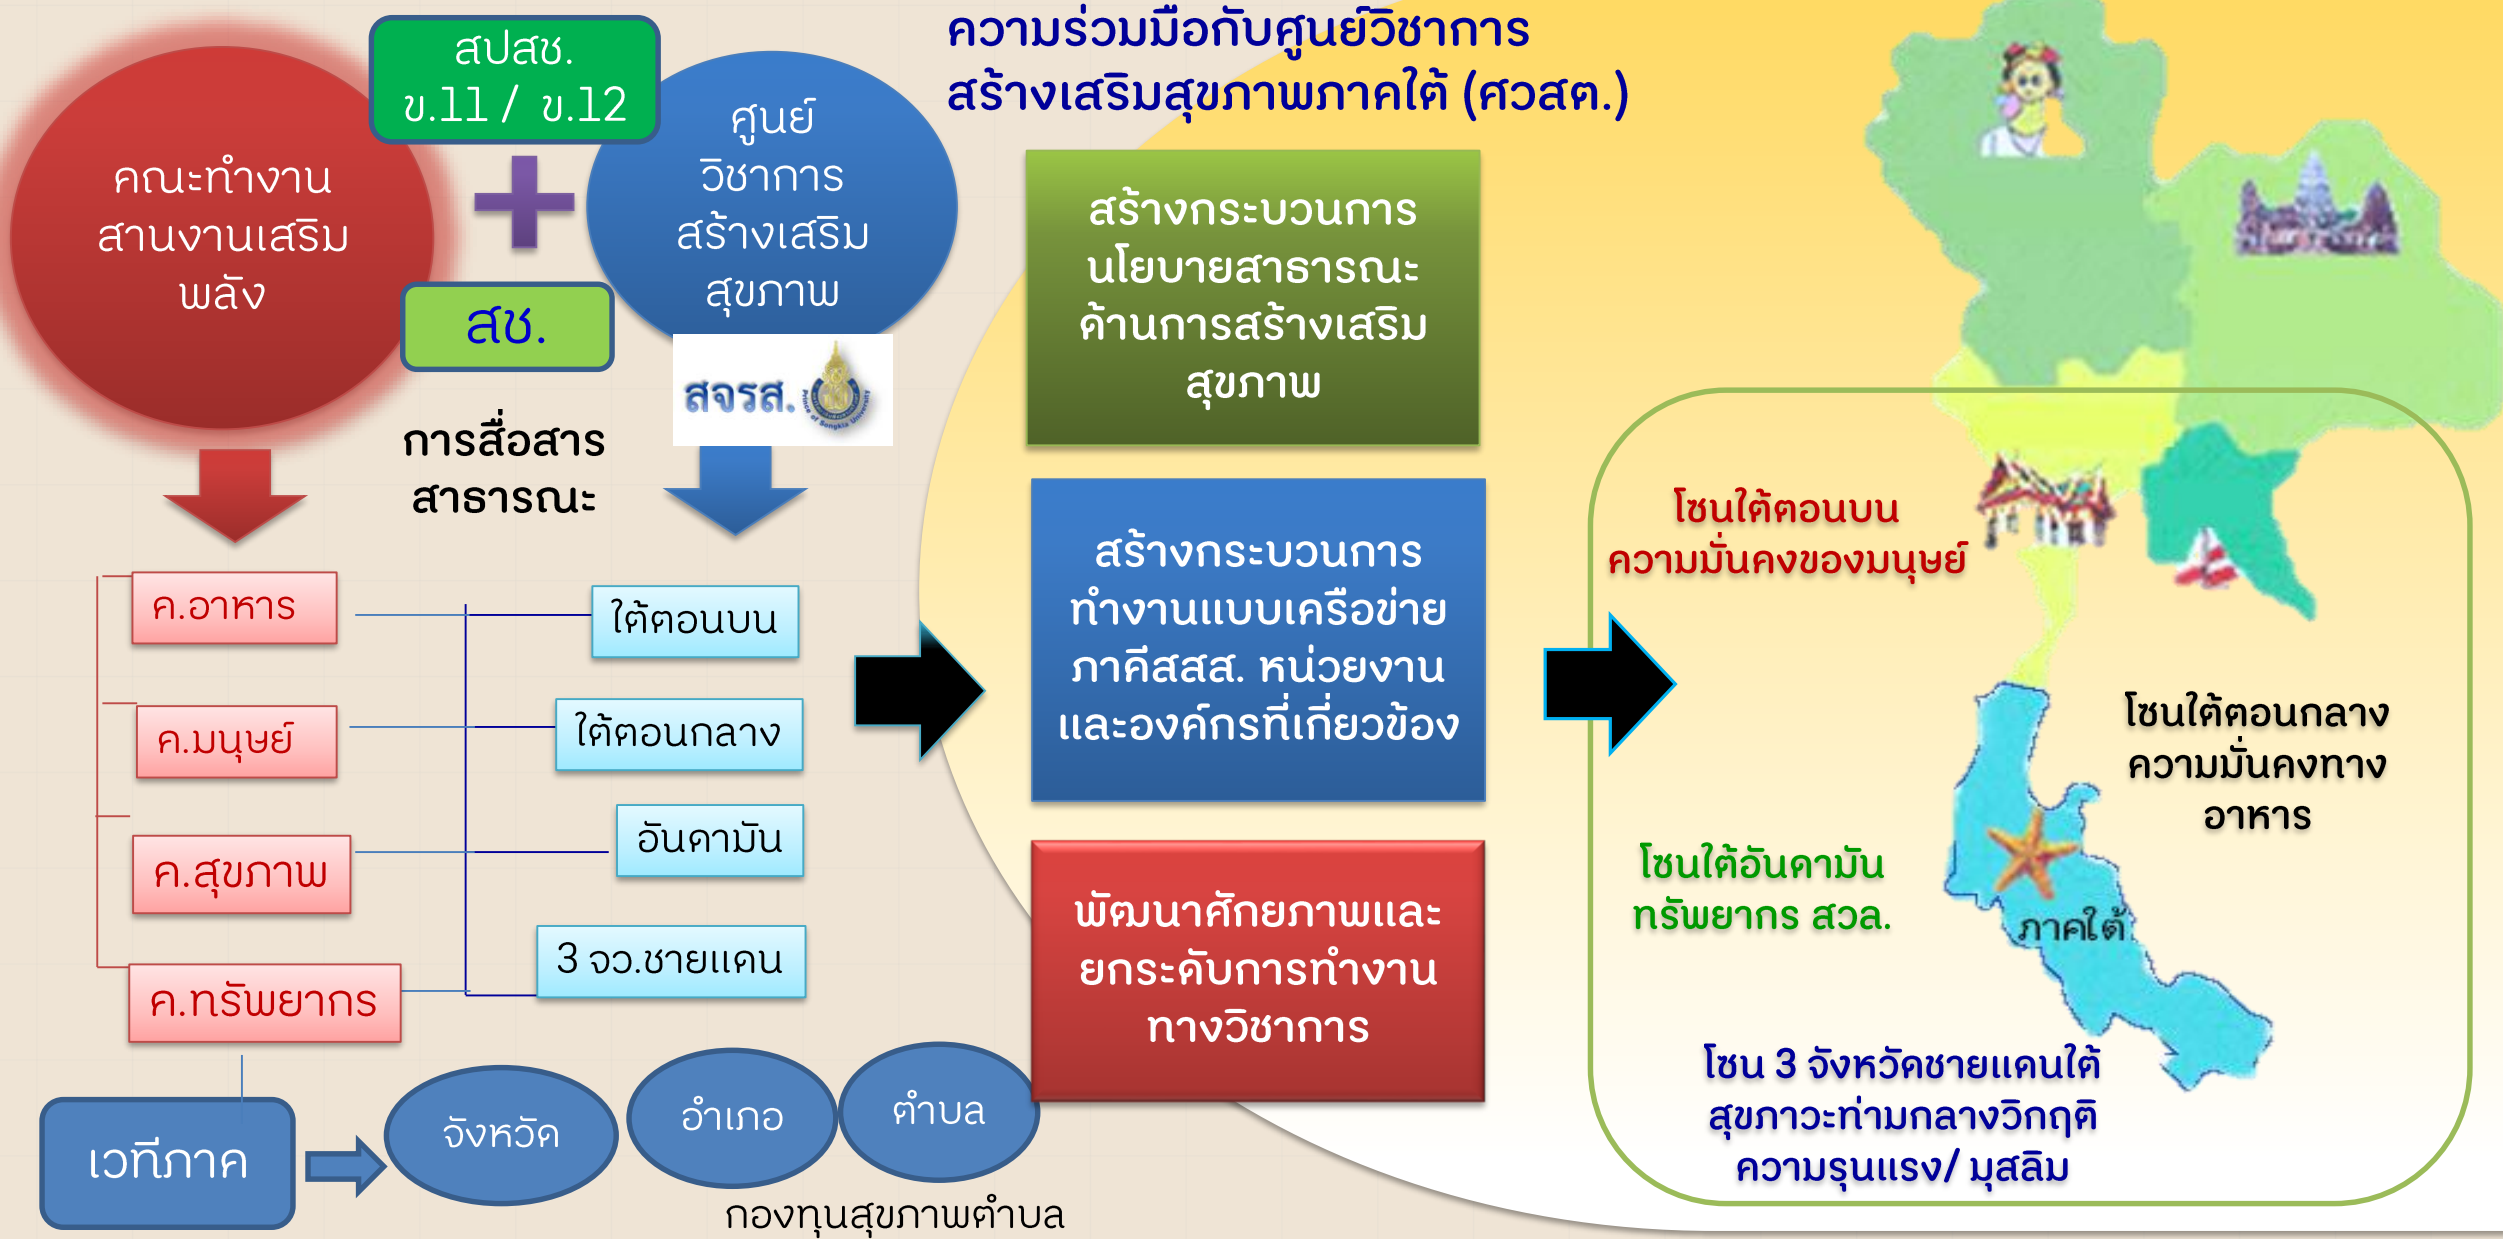 ความร่วมมือกับศูนย์วิชาการ
สร้างเสริมสุขภาพภาคใต้ (ศวสต.)
สปสช.
ข.11 / ข.12
คณะทำงาน
สานงานเสริม
พลัง
ศูนย์
วิชาการ
สร้างเสริม
สุขภาพ
สช.
สจรส.
Prince of Songkla University
การสื่อสาร
สาธารณะ
ค.อาหาร
ค.มนุษย์
ค.สุขภาพ
ค.ทรัพยากร
ใต้ตอนบน
ใต้ตอนกลาง
อันดามัน
3 จว.ชายแดน
เวทีภาค
จังหวัด
อำเภอ
ตำบล
กองทุนสุขภาพตำบล
สร้างกระบวนการ
นโยบายสาธารณะ
ด้านการสร้างเสริม
สุขภาพ
สร้างกระบวนการ
ทำงานแบบเครือข่าย
ภาคีสสส. หน่วยงาน
และองค์กรที่เกี่ยวข้อง
พัฒนาศักยภาพและ
ยกระดับการทำงาน
ทางวิชาการ
โซนใต้ตอนบน
ความมั่นคงของมนุษย์
โซนใต้ตอนกลาง
ความมั่นคงทาง
อาหาร
โซนใต้อันดามัน
ทรัพยากร สวล.
ภาคใต้
โซน 3 จังหวัดชายแดนใต้
สุขภาวะท่ามกลางวิกฤติ
ความรุนแรง/ มุสลิม